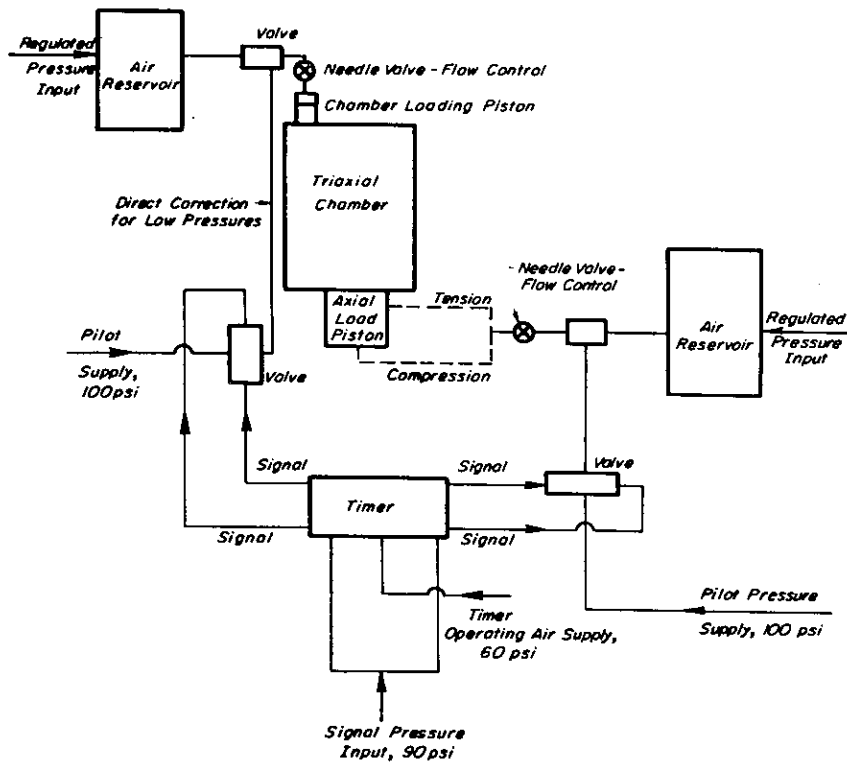 Regulated
Pressure
Input
Air
Reservoir
Valve
Needle Valve - Flow Control
Chamber Loading Piston
Triaxial
Chamber
Direct Correction
for Low Pressures
Axial
Load
Piston
Tension
Compression
- Needle Valve -
Flow Control
Air
Reservoir
Regulated
Pressure
Input
Pilot
Supply,
100 psi
Valve
Signal
Signal
Timer
Signal
Signal
Valve
Timer
Operating Air Supply,
60 psi
Pilot Pressure
Supply, 100 psi
Signal Pressure
Input, 90 psi